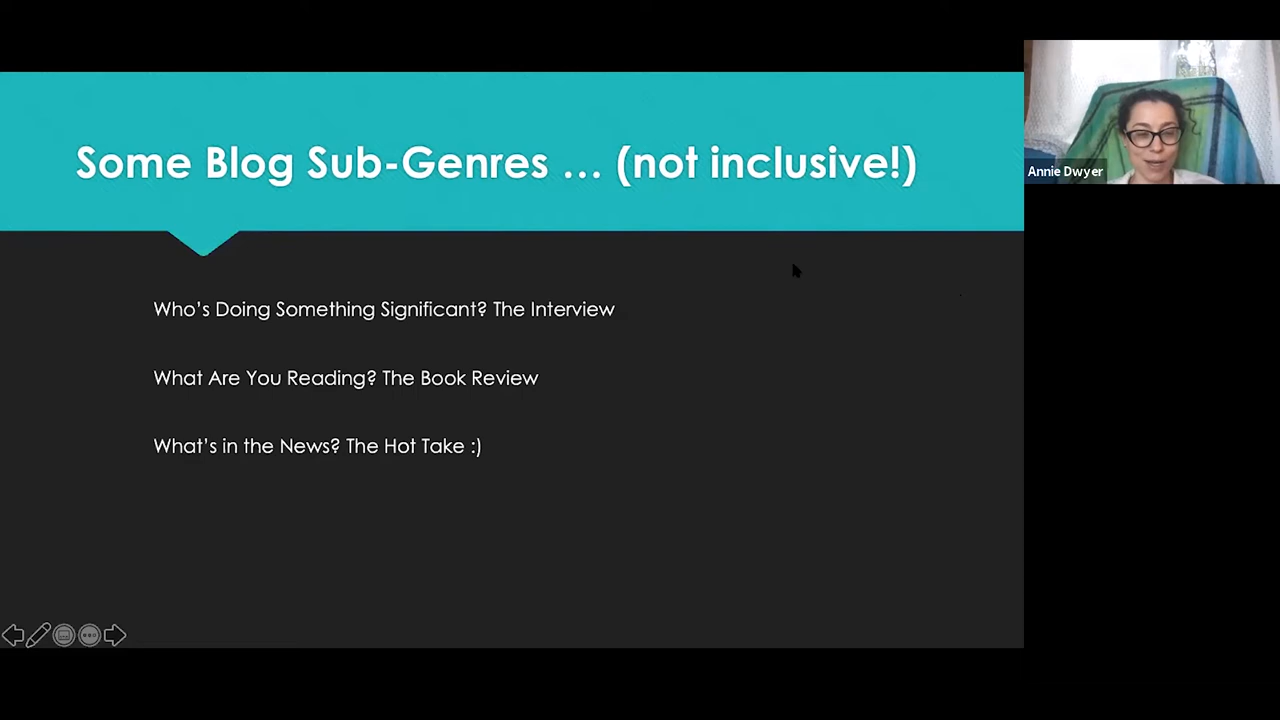 Some Blog Sub-Genres … (not inclusive!)
Annie Dwyer
Who’s Doing Something Significant? The Interview
What Are You Reading? The Book Review
What’s in the News? The Hot Take :)